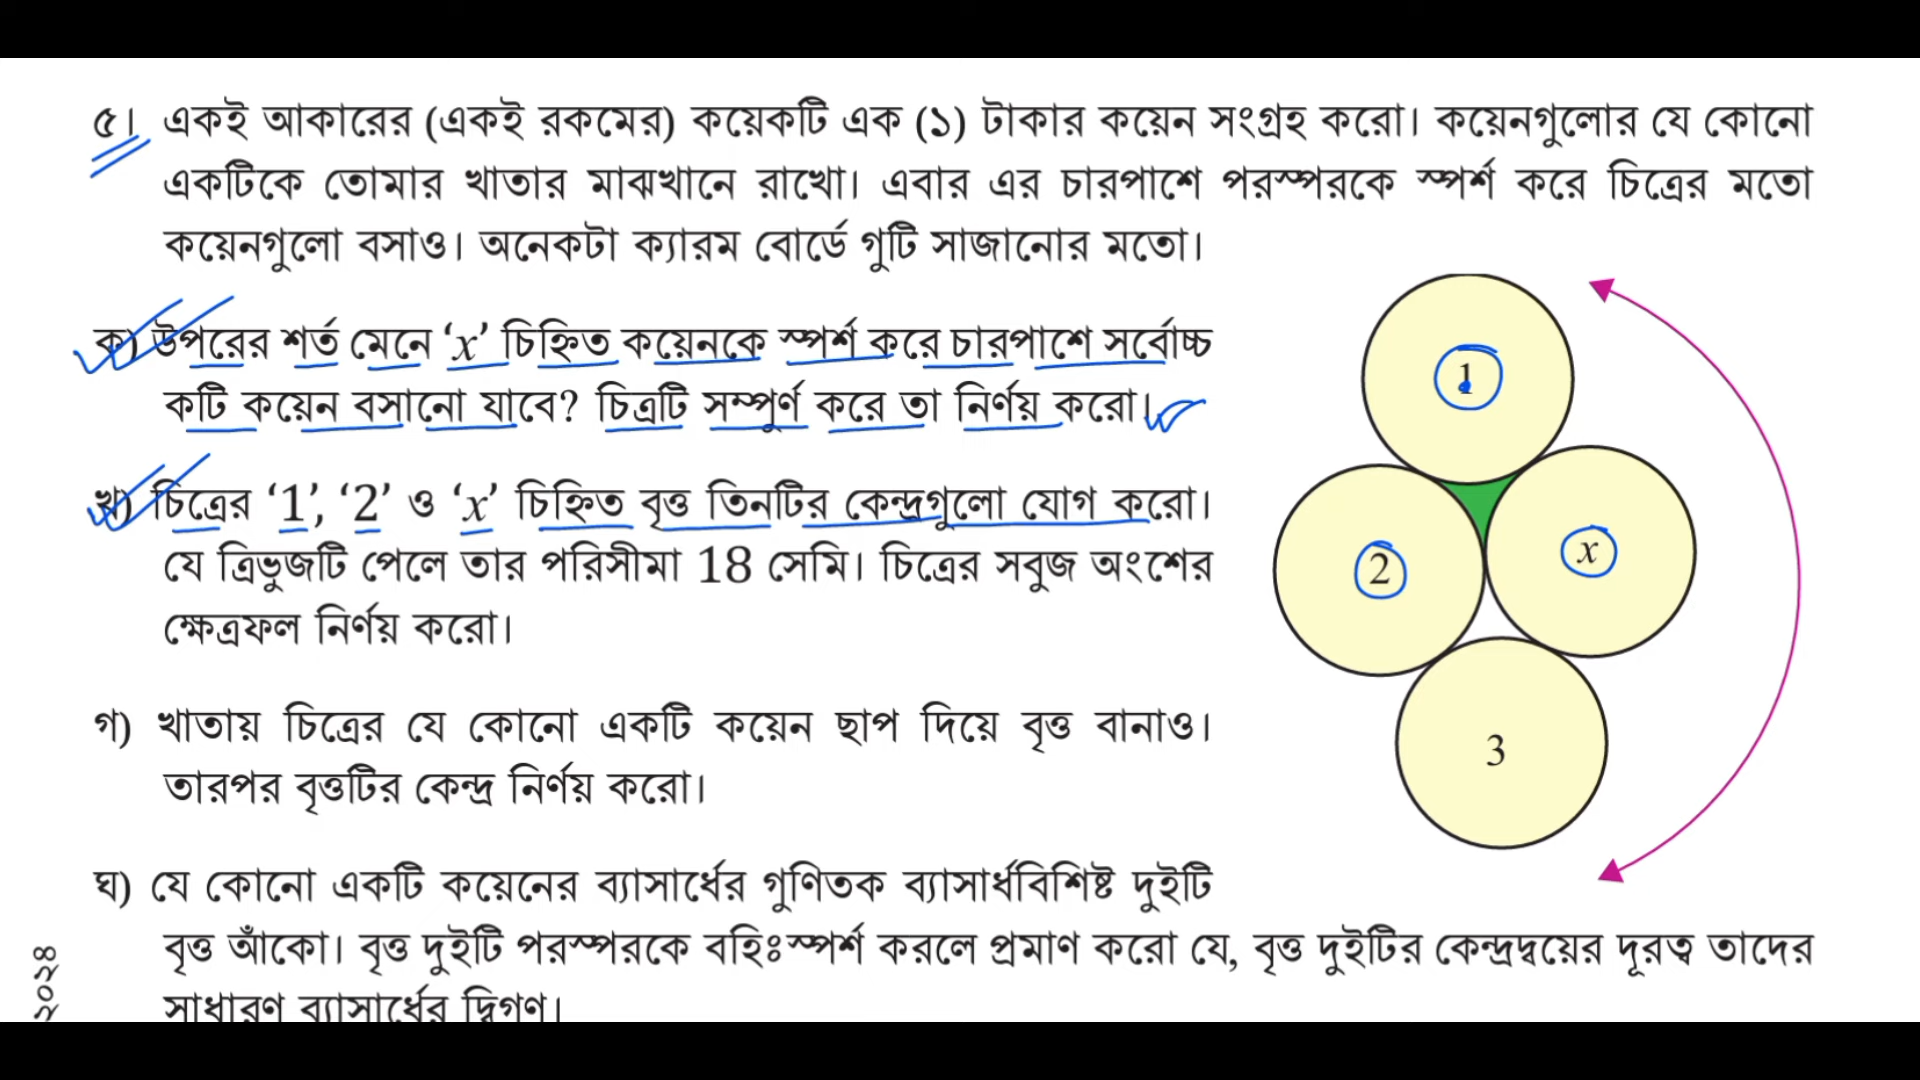 ৫। একই আকারের (একই রকমের) কয়েকটি এক (১) টাকার কয়েন সংগ্রহ করো। কয়েনগুলোর যে কোনো
একটিকে তোমার খাতার মাঝখানে রাখো। এবার এর চারপাশে পরস্পরকে স্পর্শ করে চিত্রের মতো
কয়েনগুলো বসাও। অনেকটা ক্যারম বোর্ডে গুটি সাজানোর মতো।
ক) উপরের শর্ত মেনে ‘x’ চিহ্নিত কয়েনকে স্পর্শ করে চারপাশে সর্বোচ্চ
কটি কয়েন বসানো যাবে? চিত্রটি সম্পুর্ণ করে তা নির্ণয় করো।
খ) চিত্রের ‘1’, ‘2’ ও ‘x’ চিহ্নিত বৃত্ত তিনটির কেন্দ্রগুলো যোগ করো।
যে ত্রিভুজটি পেলে তার পরিসীমা 18 সেমি। চিত্রের সবুজ অংশের
ক্ষেত্রফল নির্ণয় করো।
গ) খাতায় চিত্রের যে কোনো একটি কয়েন ছাপ দিয়ে বৃত্ত বানাও।
তারপর বৃত্তটির কেন্দ্র নির্ণয় করো।
ঘ) যে কোনো একটি কয়েনের ব্যাসার্ধের গুণিতক ব্যাসার্ধবিশিষ্ট দুইটি
বৃত্ত আঁকো। বৃত্ত দুইটি পরস্পরকে বহিঃস্পর্শ করলে প্রমাণ করো যে, বৃত্ত দুইটির কেন্দ্রদ্বয়ের দূরত্ব তাদের
সাধারণ ব্যাসার্ধের দ্বিগুণ।
1
2
x
3
২০২৪